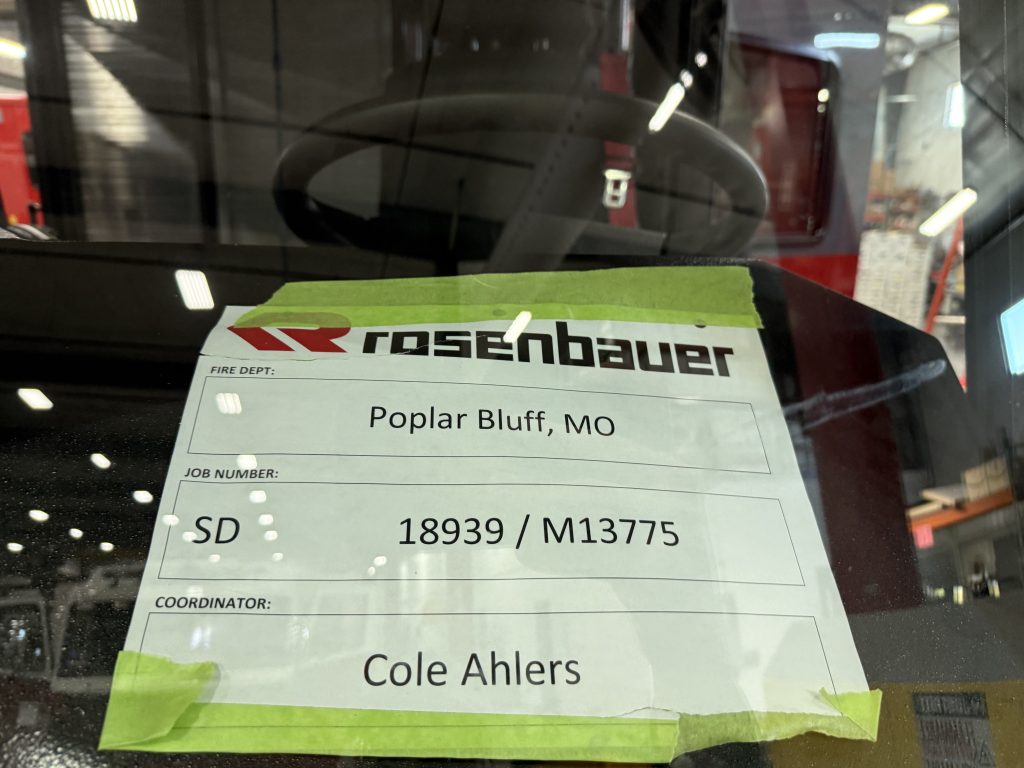 rosenbauer
FIRE DEPT:
Poplar Bluff, MO
JOB NUMBER:
SD 18939 / M13775
COORDINATOR:
Cole Ahlers